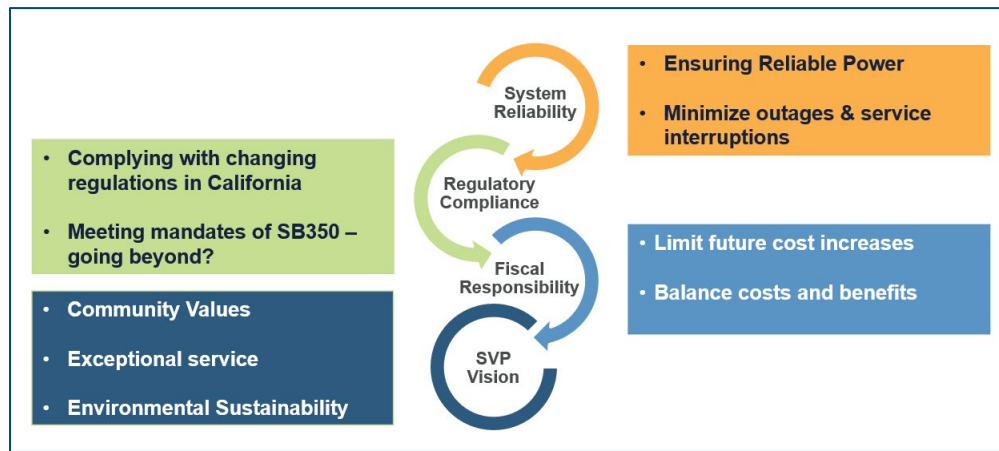 System
Reliability
• Ensuring Reliable Power
• Minimize outages & service
interruptions
• Complying with changing
regulations in California
• Meeting mandates of SB350 –
going beyond?
Regulatory
Compliance
Fiscal
Responsibility
• Limit future cost increases
• Balance costs and benefits
• Community Values
• Exceptional service
• Environmental Sustainability
SVP
Vision